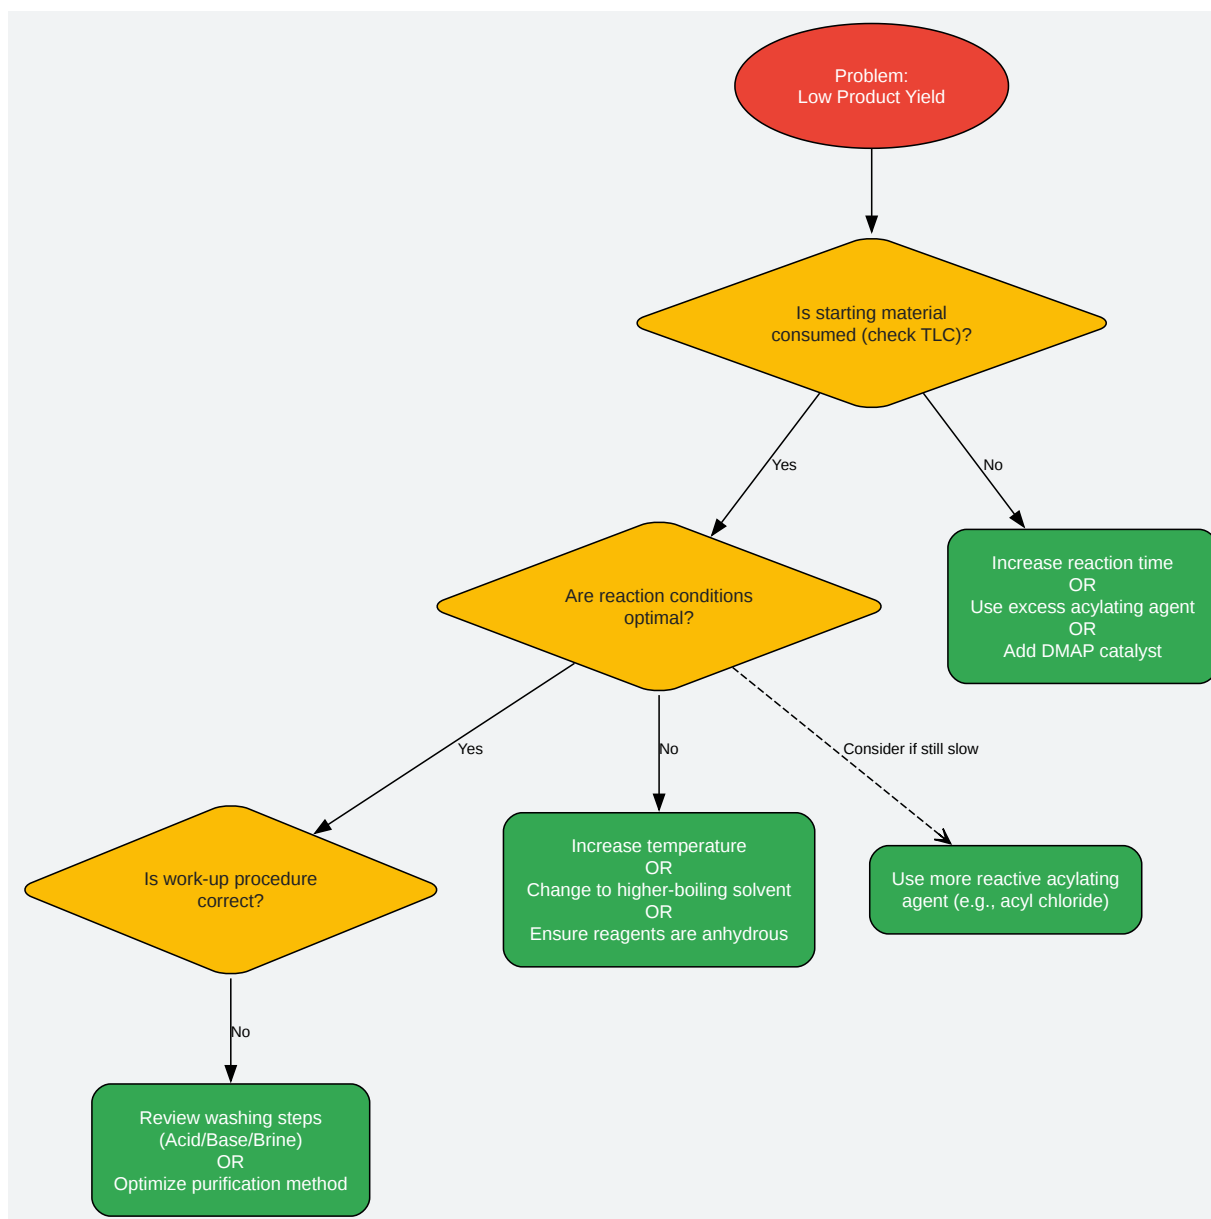 Problem:
Low Product Yield
Is starting material
consumed (check TLC)?
Yes
No
Are reaction conditions
optimal?
Increase reaction time
OR
Use excess acylating agent
OR
Add DMAP catalyst
Yes
No
Consider if still slow
Is work-up procedure
correct?
Increase temperature
OR
Change to higher-boiling solvent
OR
Ensure reagents are anhydrous
Use more reactive acylating
agent (e.g., acyl chloride)
No
Review washing steps
(Acid/Base/Brine)
OR
Optimize purification method